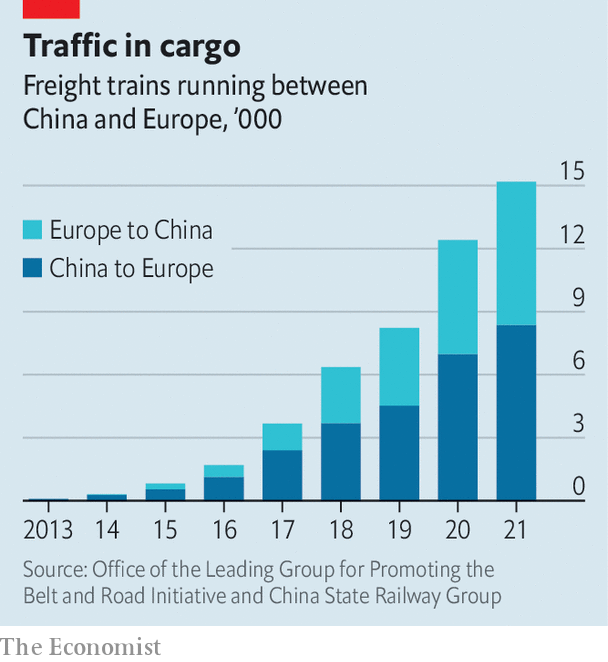 Traffic in cargo
Freight trains running between
China and Europe, ’000
15
Europe to China
12
China to Europe
9
6
3
0
2013 14 15 16 17 18 19 20 21
Source: Office of the Leading Group for Promoting the
Belt and Road Initiative and China State Railway Group
The Economist